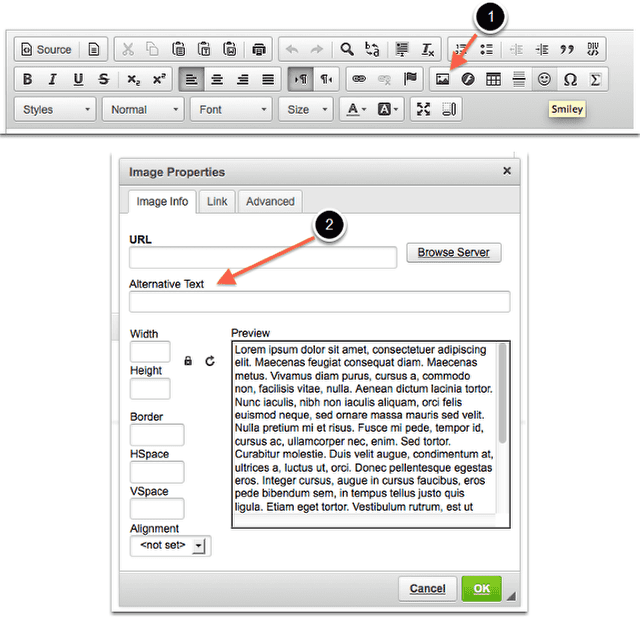 1
Source
B I U S x₂ x²
Styles Normal Font Size A A Smiley
Image Properties x
Image Info Link Advanced
2
URL
Browse Server
Alternative Text
Width
Preview
Height
Border
HSpace
VSpace
Alignment
<not set>
Lorem ipsum dolor sit amet, consectetuer adipiscing
elit. Maecenas feugiat consequat diam. Maecenas
metus. Vivamus diam purus, cursus a, commodo
non, facilisis vitae, nulla. Aenean dictum lacinia tortor.
Nunc iaculis, nibh non iaculis aliquam, orci felis
euismod neque, sed ornare massa mauris sed velit.
Nulla pretium mi et risus. Fusce mi pede, tempor id,
cursus ac, ullamcorper nec, enim. Sed tortor.
Curabitur molestie. Duis velit augue, condimentum at,
ultrices a, luctus ut, orci. Donec pellentesque egestas
eros. Integer cursus, augue in cursus faucibus, eros
pede bibendum sem, in tempus tellus justo quis
ligula. Etiam eget tortor. Vestibulum rutrum, est ut
Cancel OK